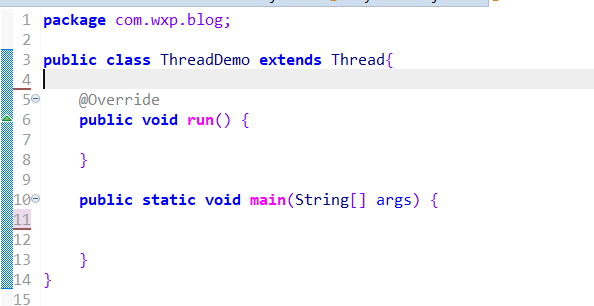 1 package com.wxp.blog;
2
3 public class ThreadDemo extends Thread{
4
5 @Override
6 public void run() {
7
8 }
9
10 public static void main(String[] args) {
11
12
13 }
14 }
15